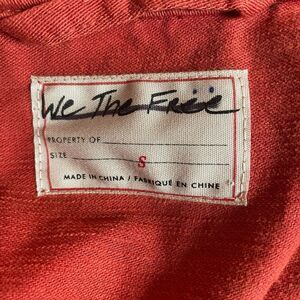 We The Free
PROPERTY OF
SIZE S
MADE IN CHINA / FABRIQUÉ EN CHINE